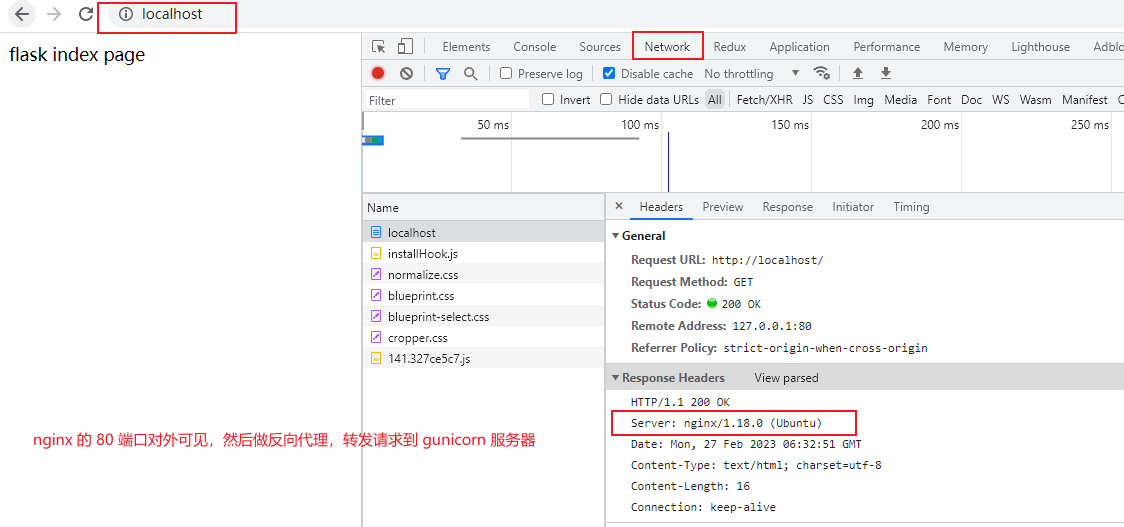 localhost
flask index page
Elements Console Sources Network Redux Application Performance Memory Lighthouse Adblo
Preserve log Disable cache No throttling
Filter Invert Hide data URLs All Fetch/XHR JS CSS Img Media Font Doc WS Wasm Manifest C
50 ms 100 ms 150 ms 200 ms 250 ms
Name
localhost
installHook.js
normalize.css
blueprint.css
blueprint-select.css
cropper.css
141.327ce5c7.js
× Headers Preview Response Initiator Timing
General
Request URL: http://localhost/
Request Method: GET
Status Code: 200 OK
Remote Address: 127.0.0.1:80
Referrer Policy: strict-origin-when-cross-origin
Response Headers View parsed
HTTP/1.1 200 OK
Server: nginx/1.18.0 (Ubuntu)
Date: Mon, 27 Feb 2023 06:32:51 GMT
Content-Type: text/html; charset=utf-8
Content-Length: 16
Connection: keep-alive
nginx 的 80 端口对外可见，然后做反向代理，转发请求到 gunicorn 服务器